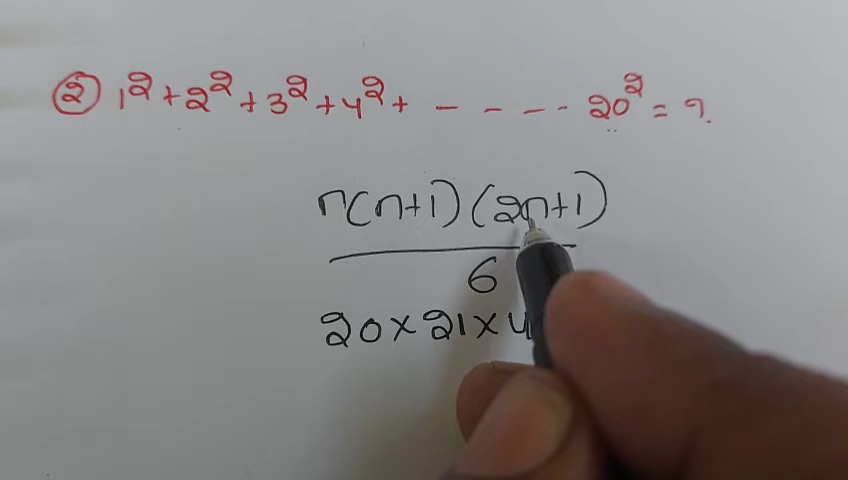 ② 1² + 2² + 3² + 4² + - - - - 20² = ?
n(n+1)(2n+1)
6
20 × 21 × 4